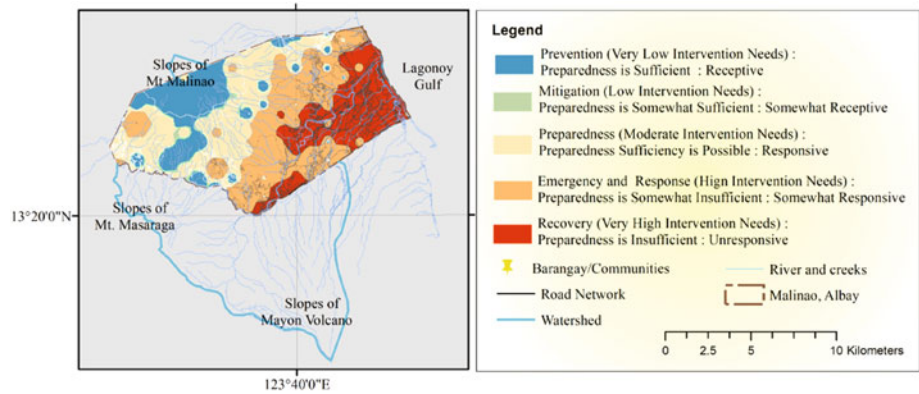 Slopes of
Mt Malinao
Lagonoy
Gulf
13°20'0"N
Slopes of
Mt. Masaraga
Slopes of
Mayon Volcano
123°40'0"E
Legend
Prevention (Very Low Intervention Needs) :
Preparedness is Sufficient : Receptive
Mitigation (Low Intervention Needs) :
Preparedness is Somewhat Sufficient : Somewhat Receptive
Preparedness (Moderate Intervention Needs) :
Preparedness Sufficiency is Possible : Responsive
Emergency and Response (High Intervention Needs) :
Preparedness is Somewhat Insufficient : Somewhat Responsive
Recovery (Very High Intervention Needs) :
Preparedness is Insufficient : Unresponsive
Barangay/Communities
River and creeks
Road Network
Malinao, Albay
Watershed
0 2.5 5 10 Kilometers